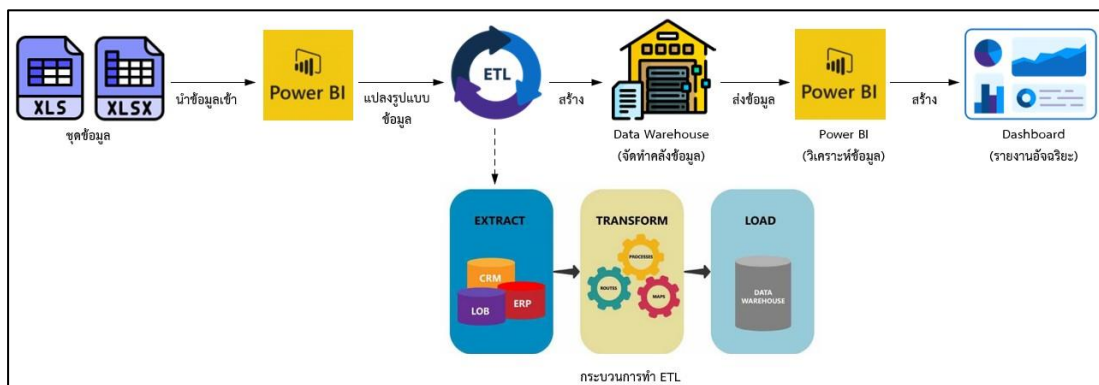 XLS
XLSX
ชุดข้อมูล
นำข้อมูลเข้า
Power BI
แปลงรูปแบบ
ข้อมูล
ETL
สร้าง
Data Warehouse
(จัดทำคลังข้อมูล)
ส่งข้อมูล
Power BI
Power BI
(วิเคราะห์ข้อมูล)
สร้าง
Dashboard
(รายงานอัจฉริยะ)
EXTRACT
CRM
LOB
ERP
TRANSFORM
PROCESSES
ROUTES
MAPS
LOAD
DATA
WAREHOUSE
กระบวนการทำ ETL